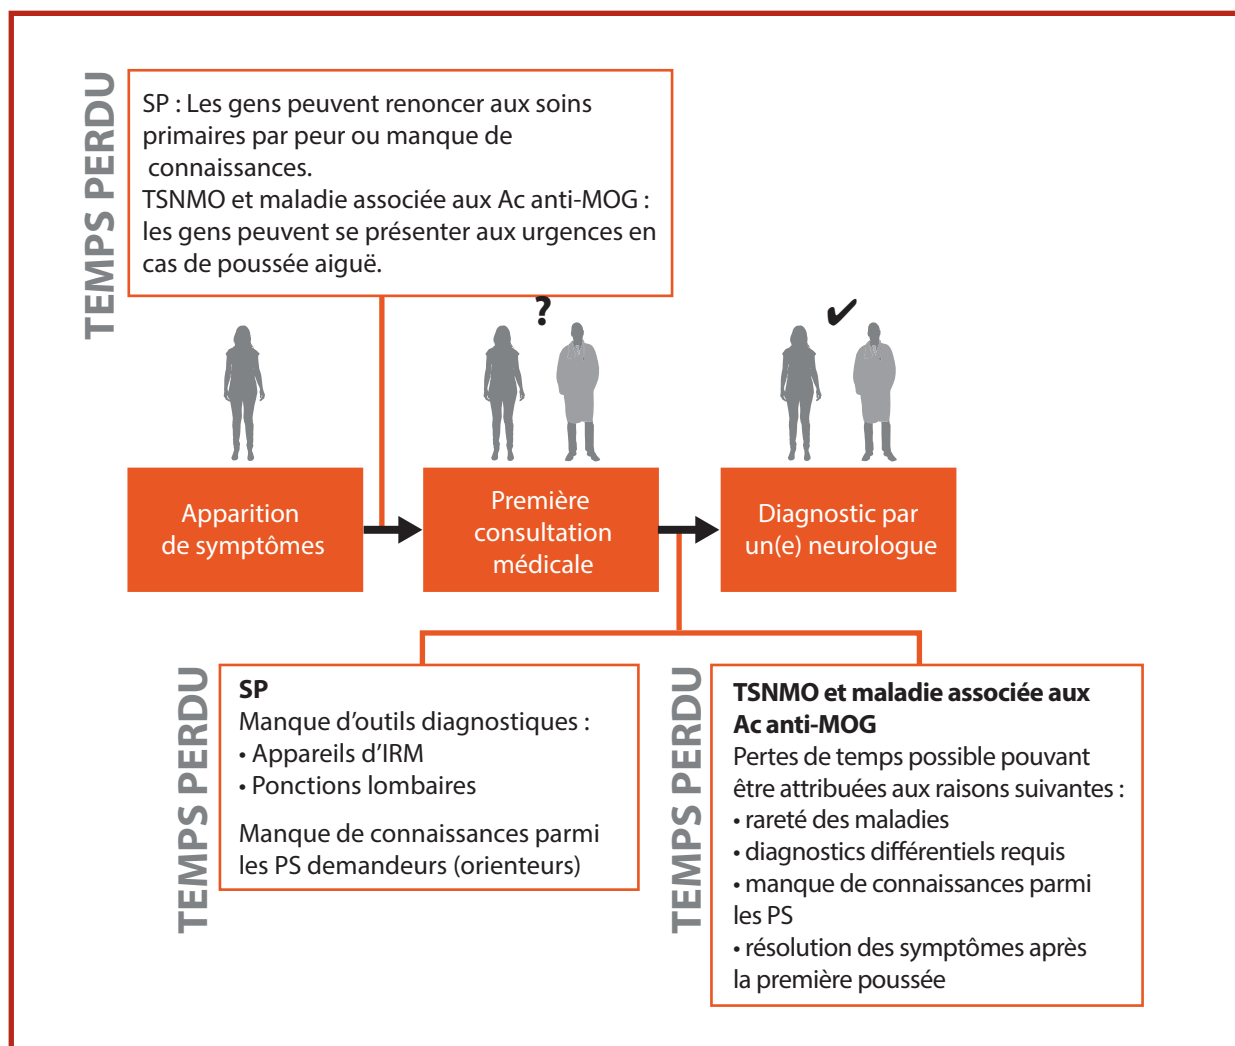 TEMPS PERDU
SP : Les gens peuvent renoncer aux soins
primaires par peur ou manque de
connaissances.
TSNMO et maladie associée aux Ac anti-MOG :
les gens peuvent se présenter aux urgences en
cas de poussée aiguë.
?
✔
Apparition
de symptômes
Première
consultation
médicale
Diagnostic par
un(e) neurologue
TEMPS PERDU
SP
Manque d’outils diagnostiques :
• Appareils d’IRM
• Ponctions lombaires
Manque de connaissances parmi
les PS demandeurs (orienteurs)
TEMPS PERDU
TSNMO et maladie associée aux
Ac anti-MOG
Pertes de temps possible pouvant
être attribuées aux raisons suivantes :
• rareté des maladies
• diagnostics différentiels requis
• manque de connaissances parmi
les PS
• résolution des symptômes après
la première poussée